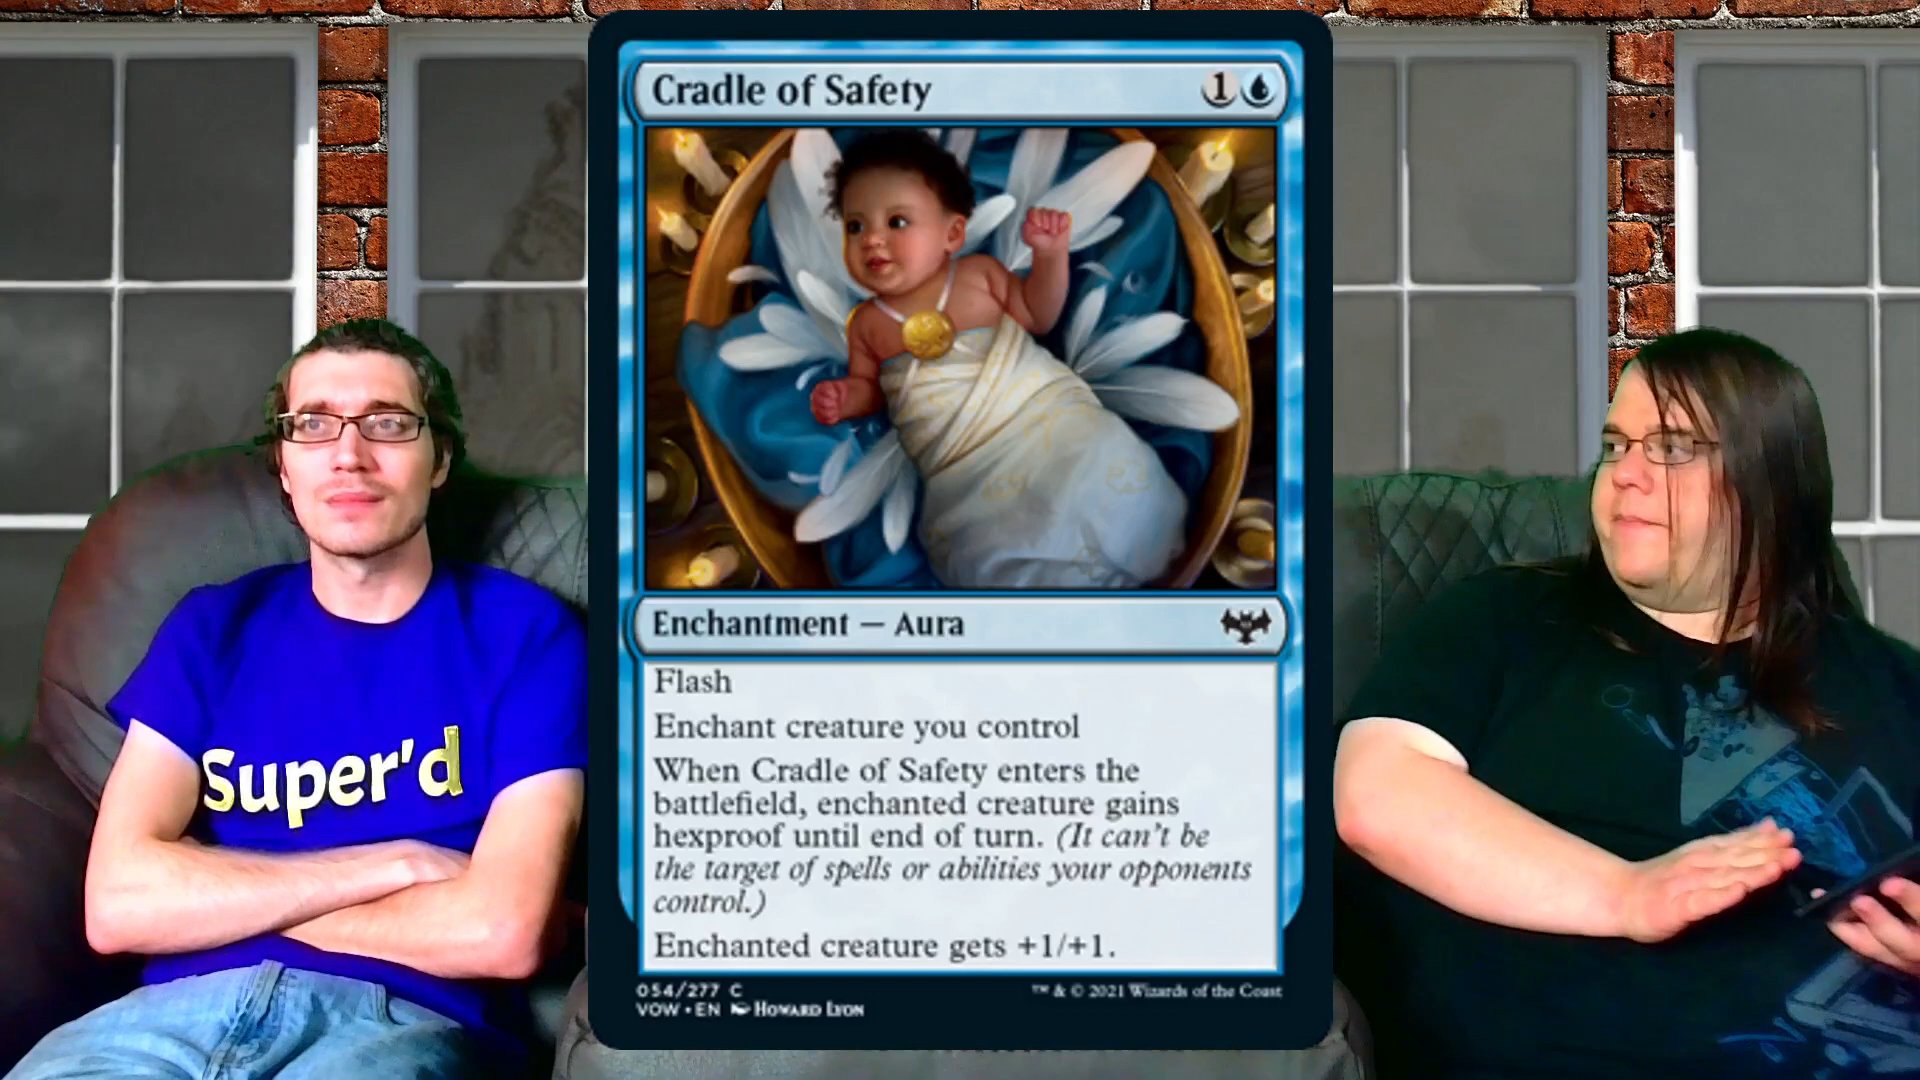 Cradle of Safety
1
Enchantment — Aura
Flash
Enchant creature you control
When Cradle of Safety enters the
battlefield, enchanted creature gains
hexproof until end of turn. (It can't be
the target of spells or abilities your opponents
control.)
Enchanted creature gets +1/+1.
054/277 C
VOW • EN Howard Lyon
™ & © 2021 Wizards of the Coast
Super'd